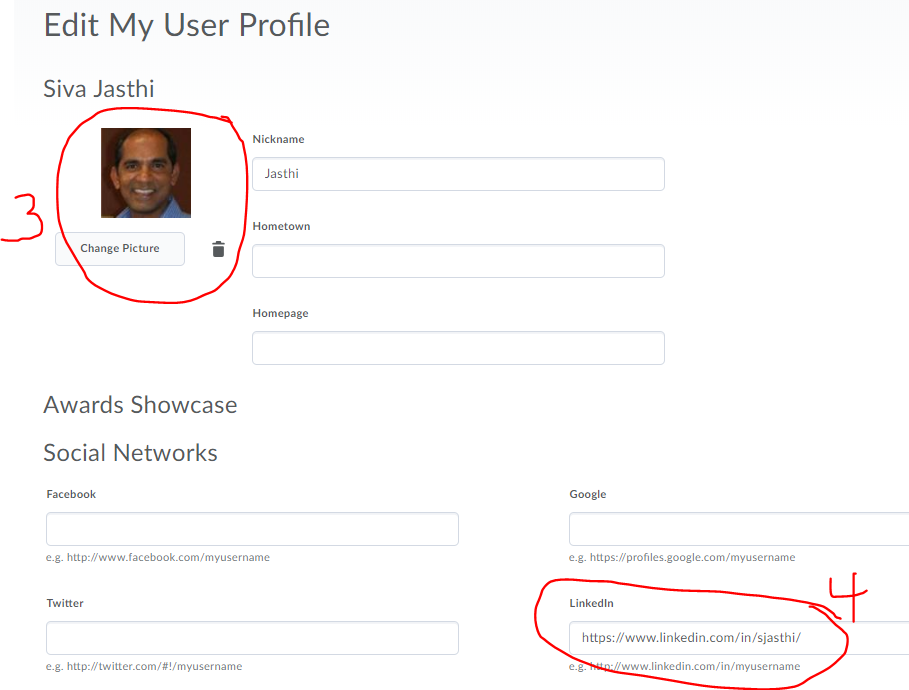 Edit My User Profile
Siva Jasthi
Nickname
Jasthi
3
Change Picture
Hometown
Homepage
Awards Showcase
Social Networks
Facebook
e.g. http://www.facebook.com/myusername
Google
e.g. https://profiles.google.com/myusername
Twitter
e.g. http://twitter.com/#!/myusername
4
LinkedIn
https://www.linkedin.com/in/sjasthi/
e.g. http://www.linkedin.com/in/myusername